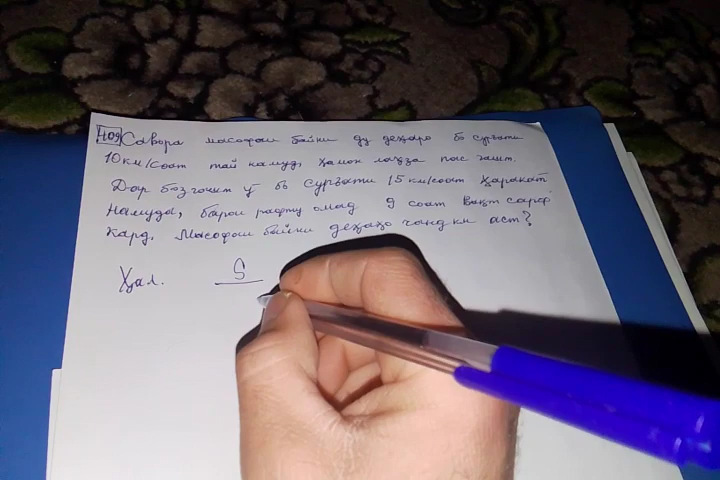 409 Савора масофаи байни ду деҳаро бо суръати
10 км/соат тай намуд, ҳамон лаҳза пас гашт.
Дар бозгашт ӯ бо суръати 15 км/соат ҳаракат
намуда, барои рафту омад 9 соат вақт сарф
кард. Масофаи байни деҳаҳо чанд км аст?
Ҳал. S